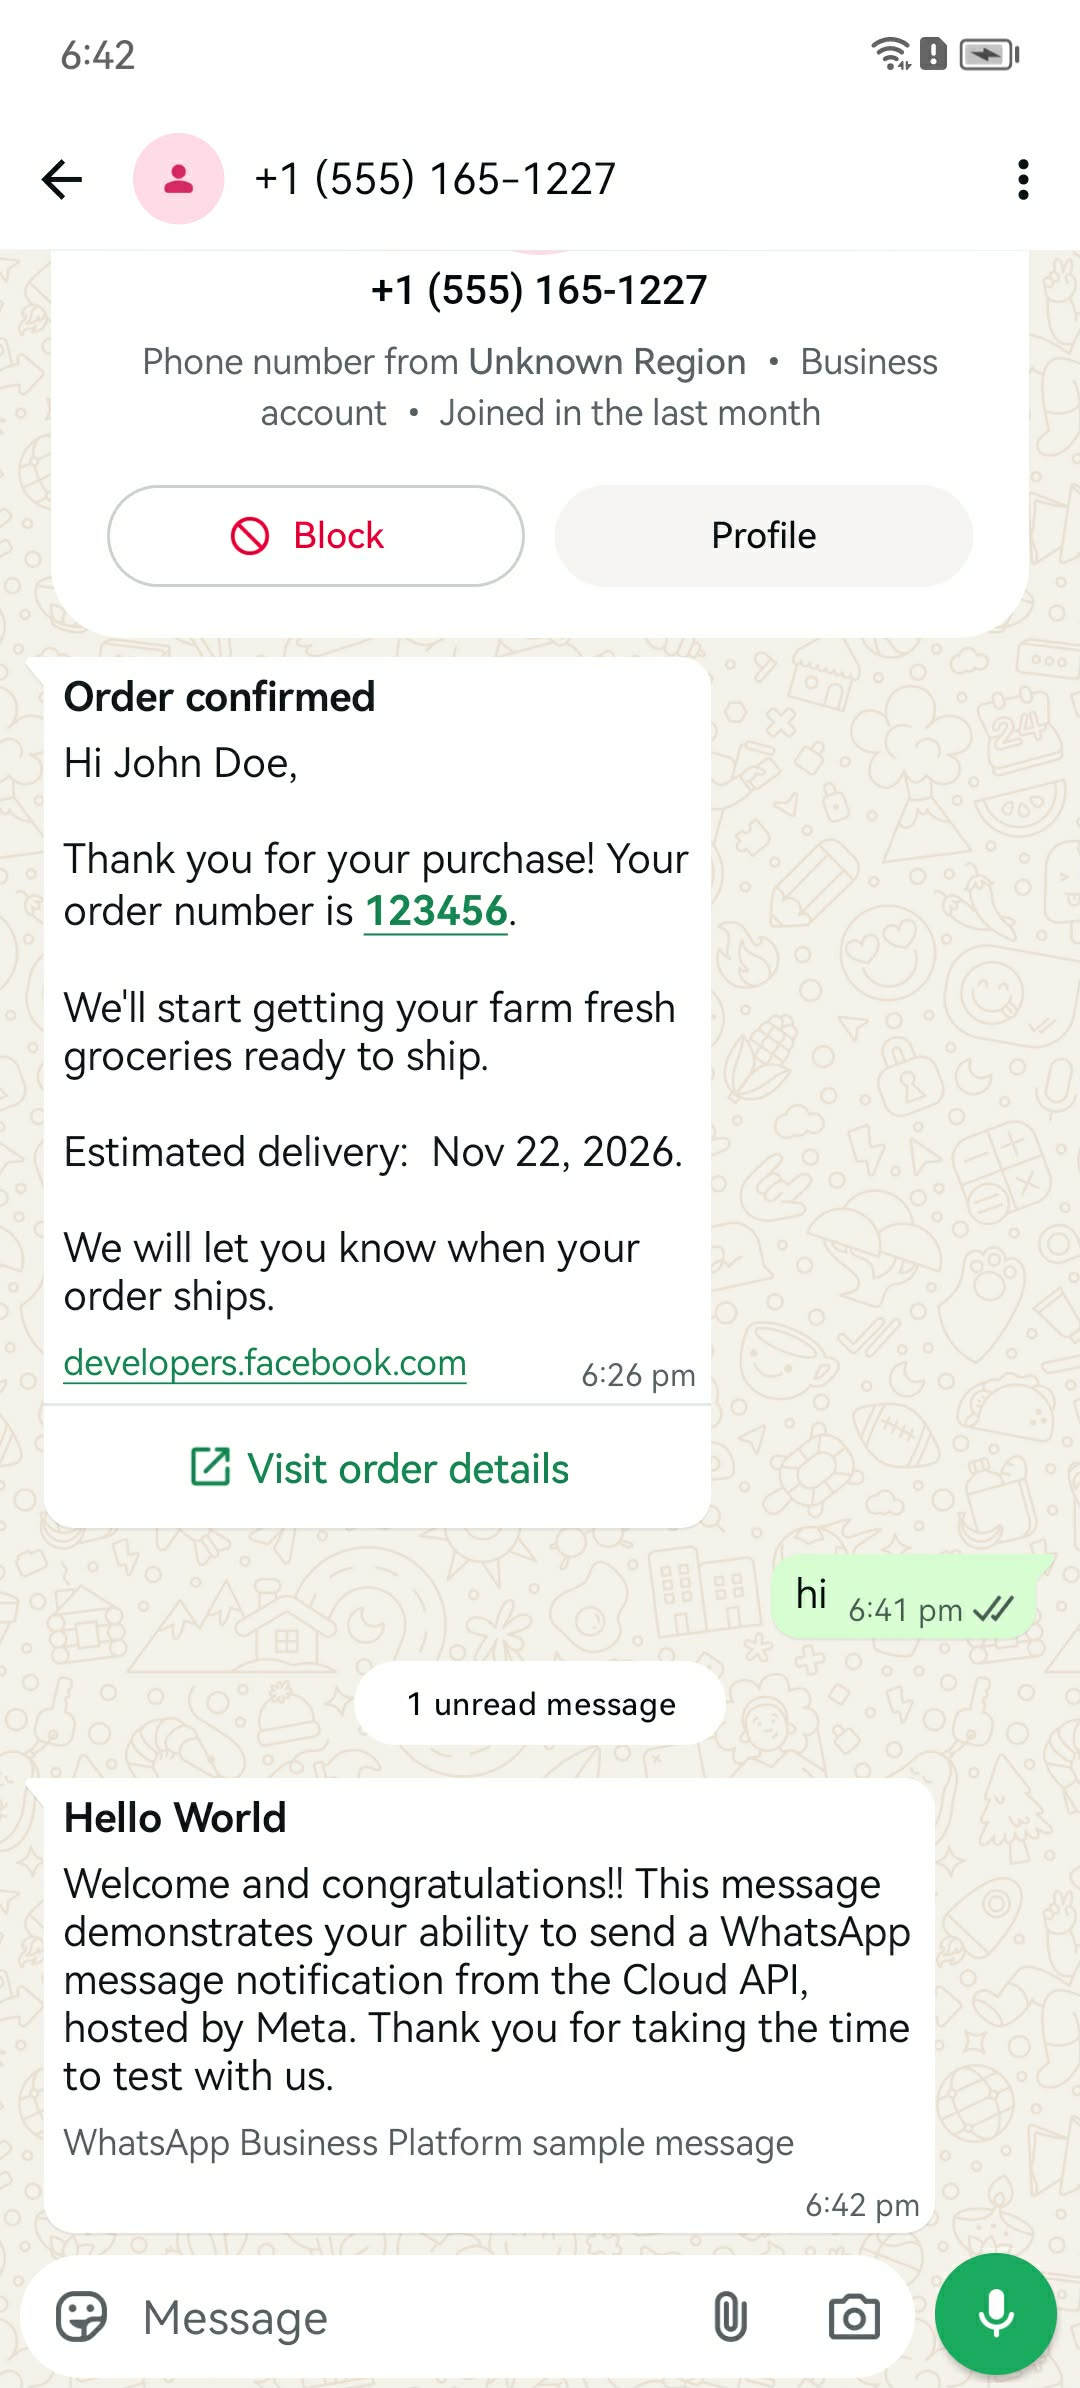 6:42
+1 (555) 165-1227
+1 (555) 165-1227
Phone number from Unknown Region • Business
account • Joined in the last month
Block
Profile
Order confirmed
Hi John Doe,
Thank you for your purchase! Your
order number is 123456.
We'll start getting your farm fresh
groceries ready to ship.
Estimated delivery:  Nov 22, 2026.
We will let you know when your
order ships.
developers.facebook.com
6:26 pm
Visit order details
hi
6:41 pm
1 unread message
Hello World
Welcome and congratulations!! This message
demonstrates your ability to send a WhatsApp
message notification from the Cloud API,
hosted by Meta. Thank you for taking the time
to test with us.
WhatsApp Business Platform sample message
6:42 pm
Message
24